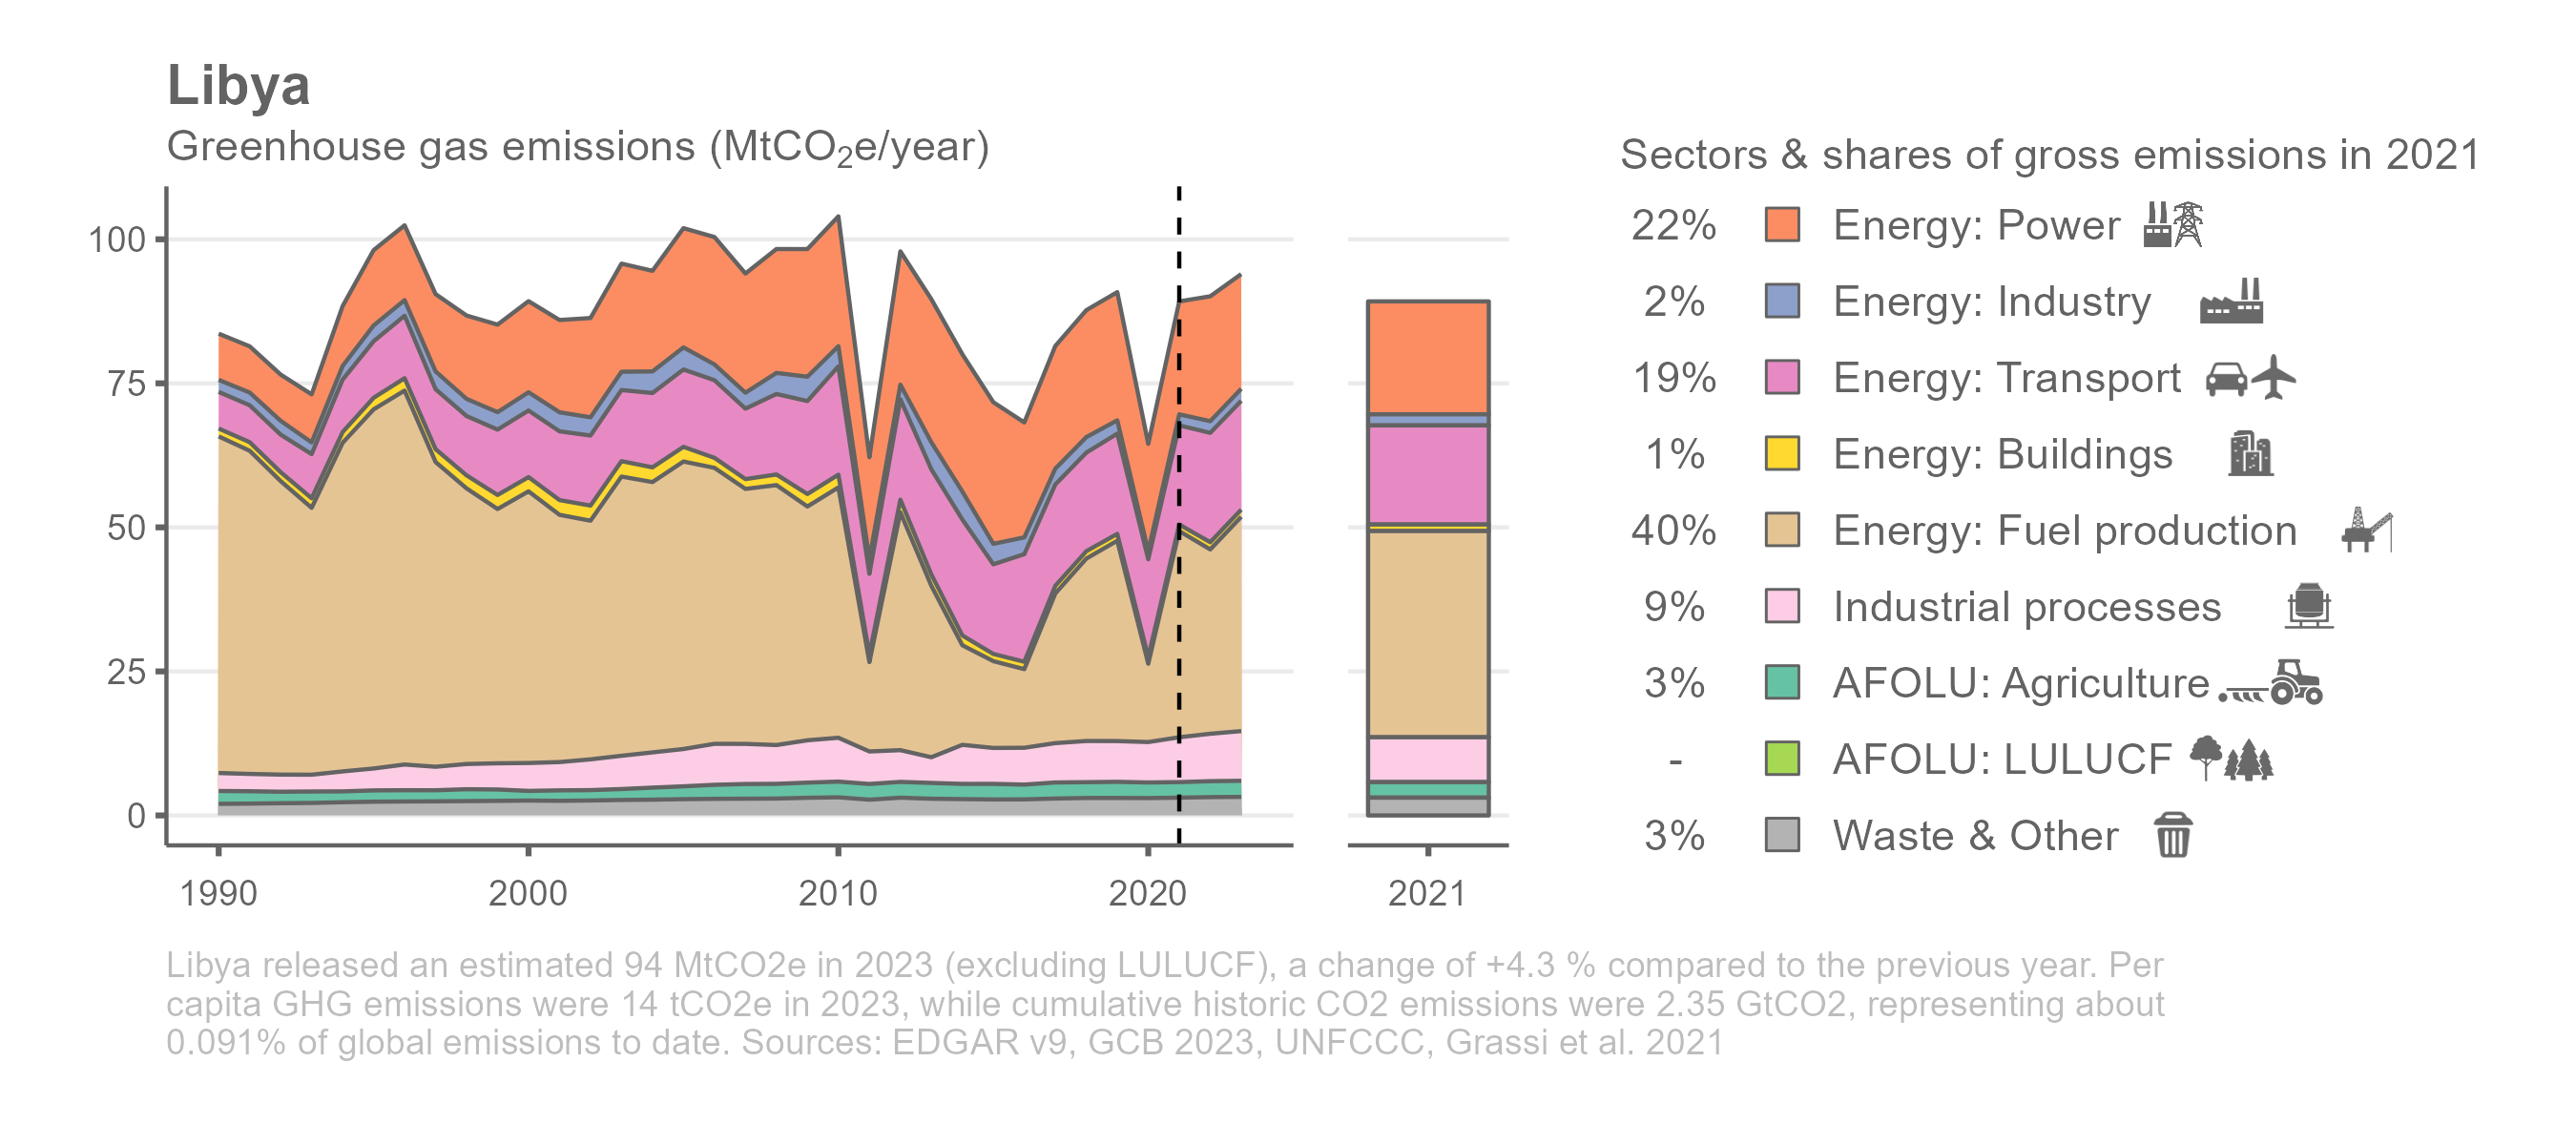 Libya
Greenhouse gas emissions (MtCO₂e/year)
100
75
50
25
0
1990 2000 2010 2020
2021
Sectors & shares of gross emissions in 2021
22% Energy: Power
2% Energy: Industry
19% Energy: Transport
1% Energy: Buildings
40% Energy: Fuel production
9% Industrial processes
3% AFOLU: Agriculture
- AFOLU: LULUCF
3% Waste & Other
Libya released an estimated 94 MtCO2e in 2023 (excluding LULUCF), a change of +4.3 % compared to the previous year. Per
capita GHG emissions were 14 tCO2e in 2023, while cumulative historic CO2 emissions were 2.35 GtCO2, representing about
0.091% of global emissions to date. Sources: EDGAR v9, GCB 2023, UNFCCC, Grassi et al. 2021